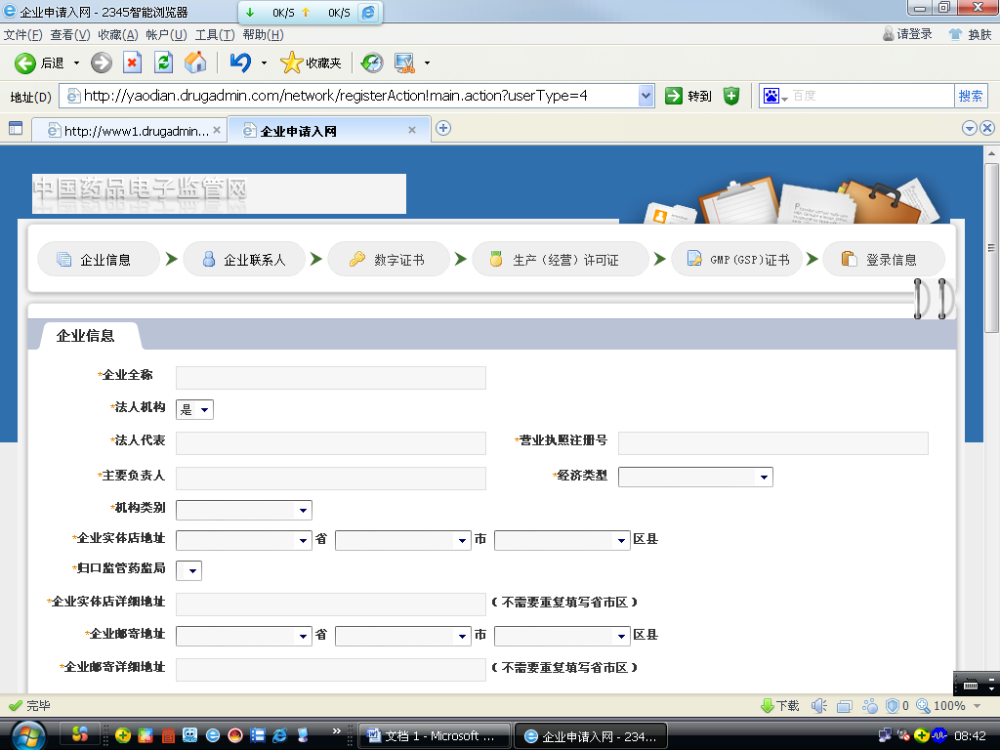 企业申请入网 - 2345智能浏览器
0K/S 0K/S
文件(F) 查看(V) 收藏(A) 帐户(U) 工具(T) 帮助(H) 请登录 换肤
后退 收藏夹
地址(D) http://yaodian.drugadmin.com/network/registerAction!main.action?userType=4 转到 百度 搜索
http://www1.drugadmin... 企业申请入网
中国药品电子监管网
企业信息 企业联系人 数字证书 生产（经营）许可证 GMP(GSP)证书 登录信息
企业信息
*企业全称
*法人机构 是
*法人代表 *营业执照注册号
*主要负责人 *经济类型
*机构类别
*企业实体店地址 省 市 区县
*归口监管药监局
*企业实体店详细地址 （不需要重复填写省市区）
*企业邮寄地址 省 市 区县
*企业邮寄详细地址 （不需要重复填写省市区）
完毕 下载 0 100%
文档 1 - Microsoft ... 企业申请入网 - 234... 08:42